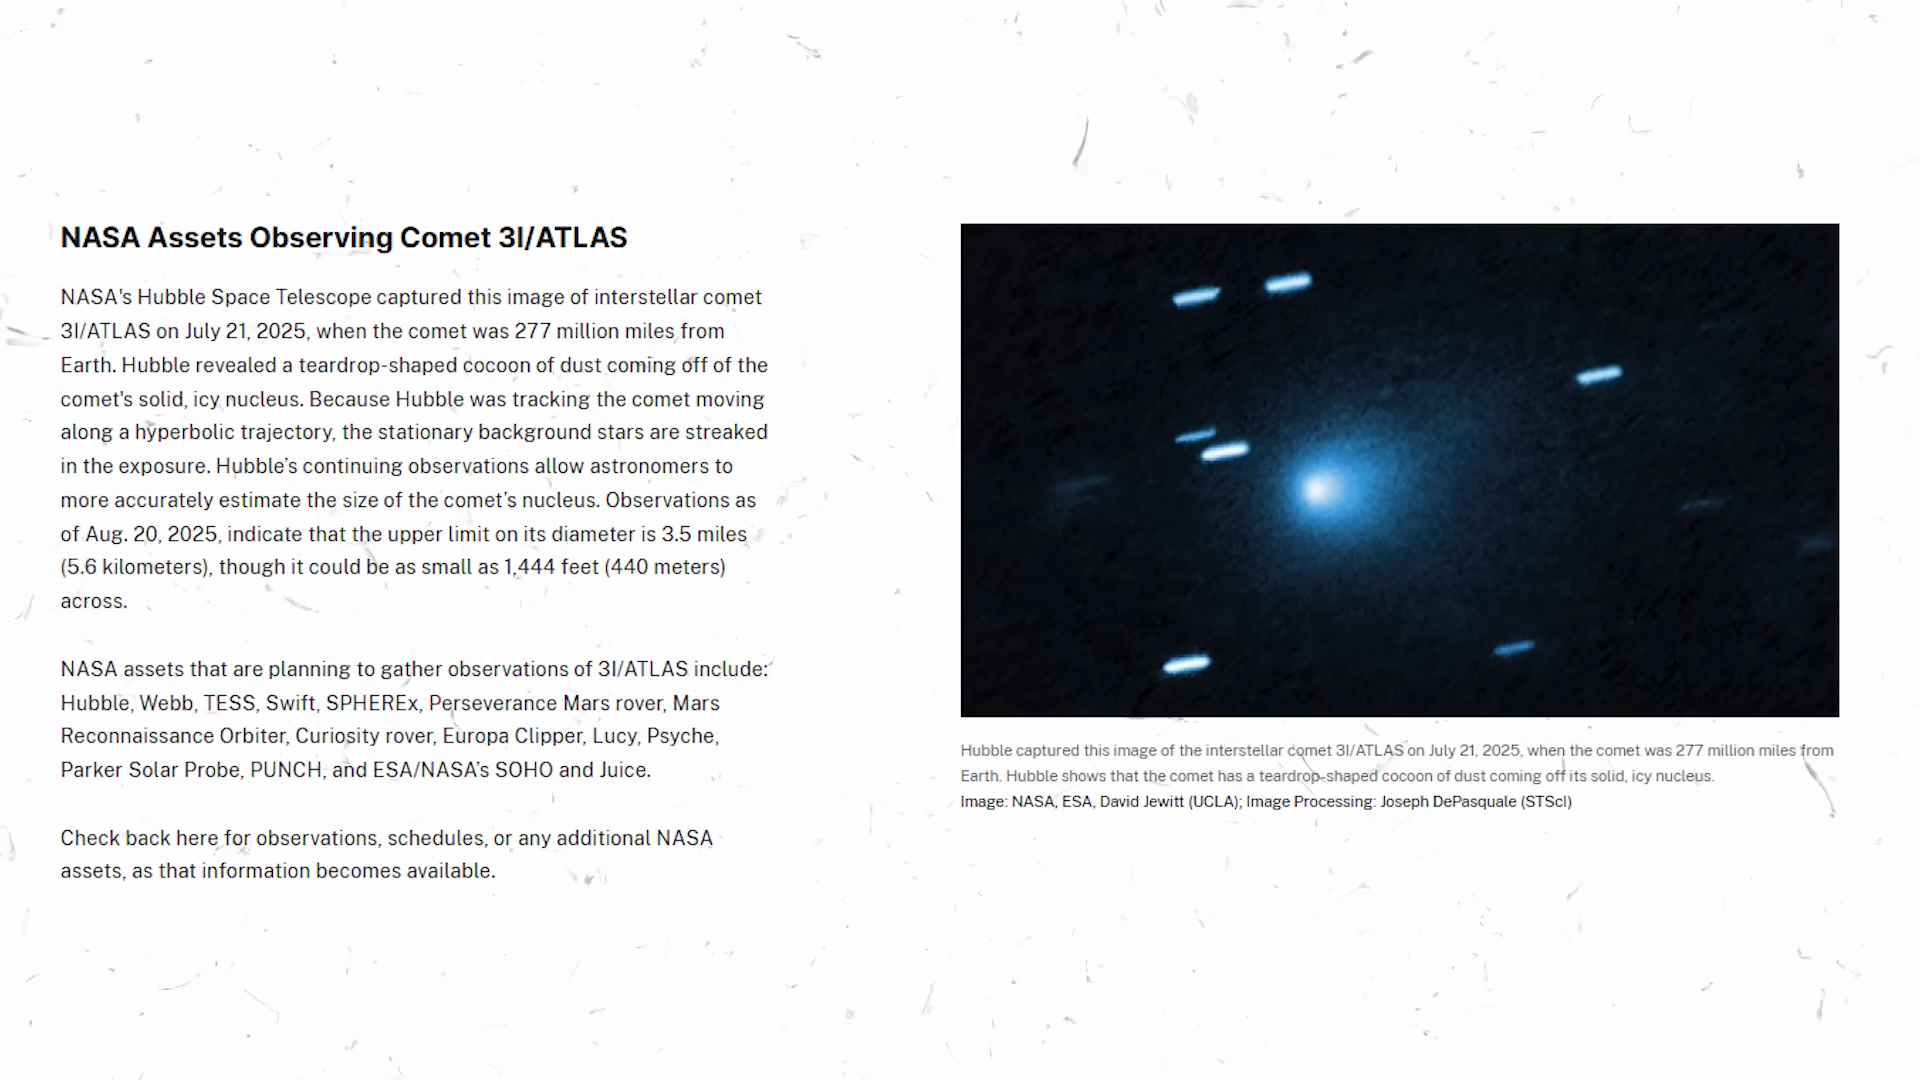 NASA Assets Observing Comet 3I/ATLAS
NASA's Hubble Space Telescope captured this image of interstellar comet
3I/ATLAS on July 21, 2025, when the comet was 277 million miles from
Earth. Hubble revealed a teardrop-shaped cocoon of dust coming off of the
comet's solid, icy nucleus. Because Hubble was tracking the comet moving
along a hyperbolic trajectory, the stationary background stars are streaked
in the exposure. Hubble’s continuing observations allow astronomers to
more accurately estimate the size of the comet’s nucleus. Observations as
of Aug. 20, 2025, indicate that the upper limit on its diameter is 3.5 miles
(5.6 kilometers), though it could be as small as 1,444 feet (440 meters)
across.
NASA assets that are planning to gather observations of 3I/ATLAS include:
Hubble, Webb, TESS, Swift, SPHEREx, Perseverance Mars rover, Mars
Reconnaissance Orbiter, Curiosity rover, Europa Clipper, Lucy, Psyche,
Parker Solar Probe, PUNCH, and ESA/NASA’s SOHO and Juice.
Check back here for observations, schedules, or any additional NASA
assets, as that information becomes available.
Hubble captured this image of the interstellar comet 3I/ATLAS on July 21, 2025, when the comet was 277 million miles from
Earth. Hubble shows that the comet has a teardrop-shaped cocoon of dust coming off its solid, icy nucleus.
Image: NASA, ESA, David Jewitt (UCLA); Image Processing: Joseph DePasquale (STScI)